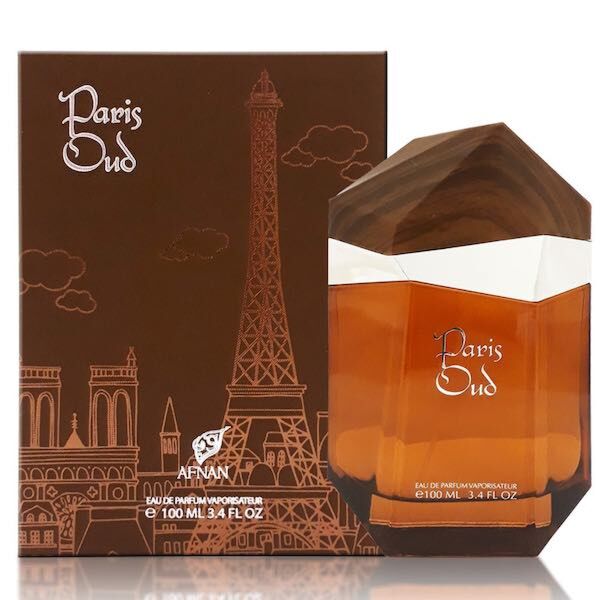 Paris
Oud
AFNAN
EAU DE PARFUM VAPORISATEUR
e 100 ML 3.4 FL OZ
Paris
Oud
EAU DE PARFUM VAPORISATEUR
e 100 ML 3.4 FL OZ